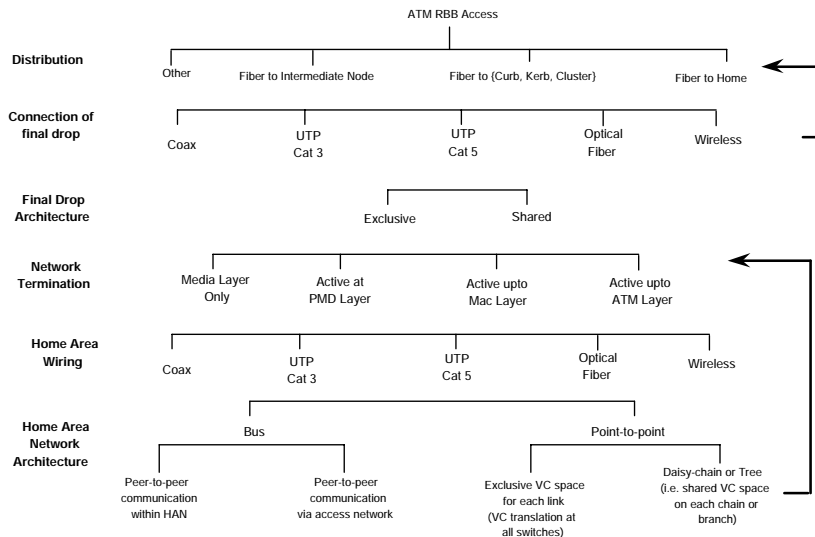 ATM RBB Access
Distribution
Other
Fiber to Intermediate Node
Fiber to {Curb, Kerb, Cluster}
Fiber to Home
Connection of
final drop
Coax
UTP
Cat 3
UTP
Cat 5
Optical
Fiber
Wireless
Final Drop
Architecture
Exclusive
Shared
Network
Termination
Media Layer
Only
Active at
PMD Layer
Active upto
Mac Layer
Active upto
ATM Layer
Home Area
Wiring
Coax
UTP
Cat 3
UTP
Cat 5
Optical
Fiber
Wireless
Home Area
Network
Architecture
Bus
Point-to-point
Peer-to-peer
communication
within HAN
Peer-to-peer
communication
via access network
Exclusive VC space
for each link
(VC translation at
all switches)
Daisy-chain or Tree
(i.e. shared VC space
on each chain or
branch)